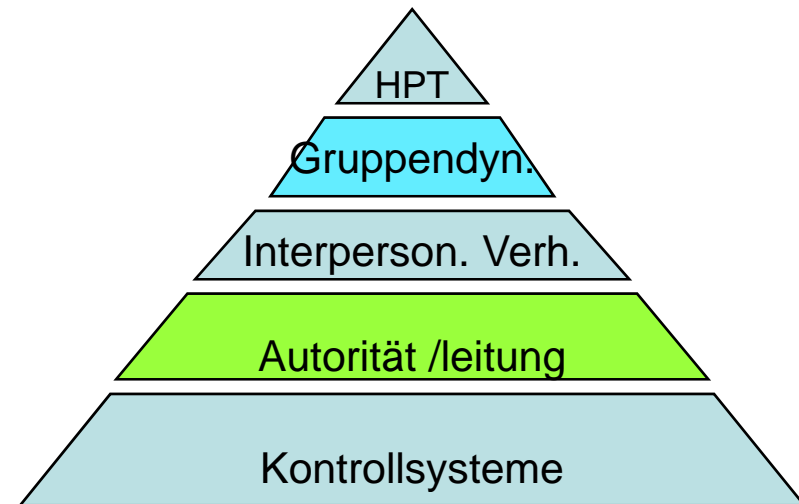 HPT
Gruppendyn.
Interperson. Verh.
Autorität /leitung
Kontrollsysteme